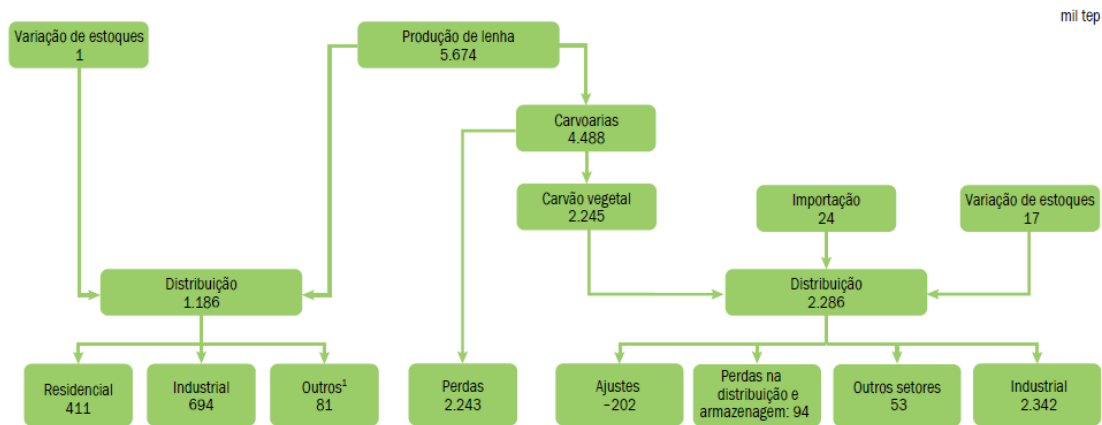 mil tep
Variação de estoques
1
Produção de lenha
5.674
Carvoarias
4.488
Carvão vegetal
2.245
Importação
24
Variação de estoques
17
Distribuição
1.186
Distribuição
2.286
Residencial
411
Industrial
694
Outros¹
81
Perdas
2.243
Ajustes
-202
Perdas na
distribuição e
armazenagem: 94
Outros setores
53
Industrial
2.342